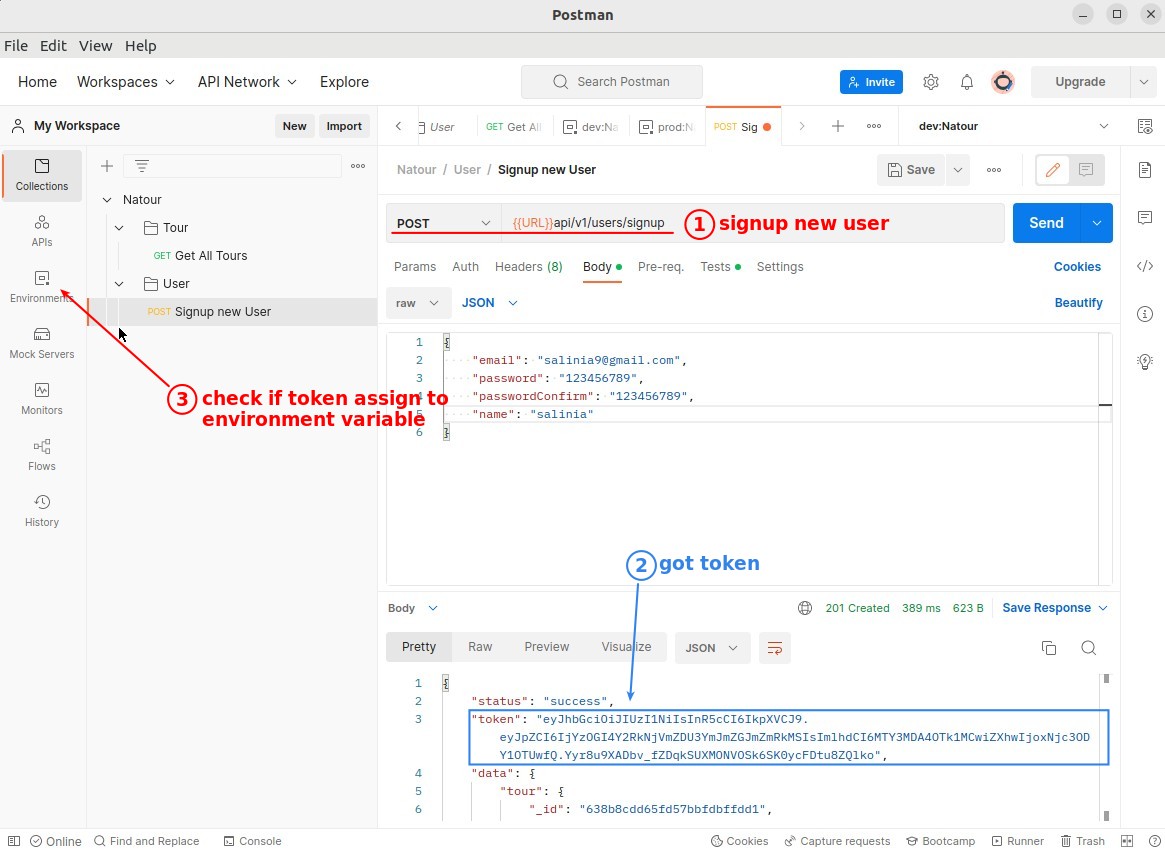 Postman
File Edit View Help
Home Workspaces API Network Explore Search Postman Invite Upgrade
My Workspace New Import User GET Get All dev:Na prod:N POST Sig dev:Natour
Collections
APIs
Environments
Mock Servers
Monitors
Flows
History
Natour
Tour
GET Get All Tours
User
POST Signup new User
Natour / User / Signup new User Save
POST {{URL}}api/v1/users/signup 1 signup new user Send
Params Auth Headers (8) Body Pre-req. Tests Settings Cookies
raw JSON Beautify
1 {
2 "email": "salinia9@gmail.com",
3 "password": "123456789",
4 "passwordConfirm": "123456789",
5 "name": "salinia"
6 }
3 check if token assign to
environment variable
2 got token
Body 201 Created 389 ms 623 B Save Response
Pretty Raw Preview Visualize JSON
1 {
2 "status": "success",
3 "token": "eyJhbGciOiJIUzI1NiIsInR5cCI6IkpXVCJ9.
eyJpZCI6IjYzOGI4Y2RkNjVmZDU3YmJmZGJmZmRkMSIsImlhdCI6MTY3MDA4OTk1MCwiZXhwIjoxNjc3OD
Y1OTUwfQ.Yyr8u9XADbv_fZDqkSUXMONVOSk6SK0ycFDtu8ZQlko",
4 "data": {
5 "tour": {
6 "_id": "638b8cdd65fd57bbfdbffdd1",
Online Find and Replace Console Cookies Capture requests Bootcamp Runner Trash